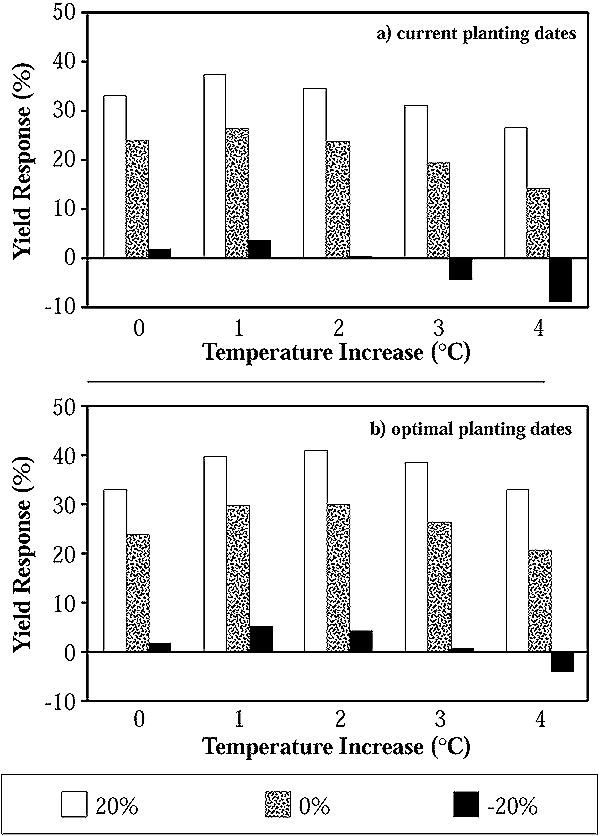 a) current planting dates
Yield Response (%)
50
40
30
20
10
0
-10
0 1 2 3 4
Temperature Increase (°C)
b) optimal planting dates
Yield Response (%)
50
40
30
20
10
0
-10
0 1 2 3 4
Temperature Increase (°C)
20% 0% -20%